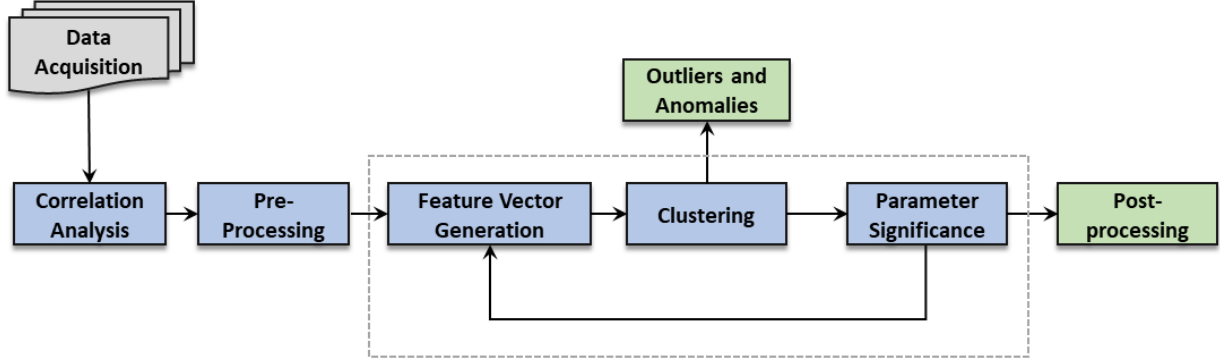 Data
Acquisition
Outliers and
Anomalies
Correlation
Analysis
Pre-
Processing
Feature Vector
Generation
Clustering
Parameter
Significance
Post-
processing